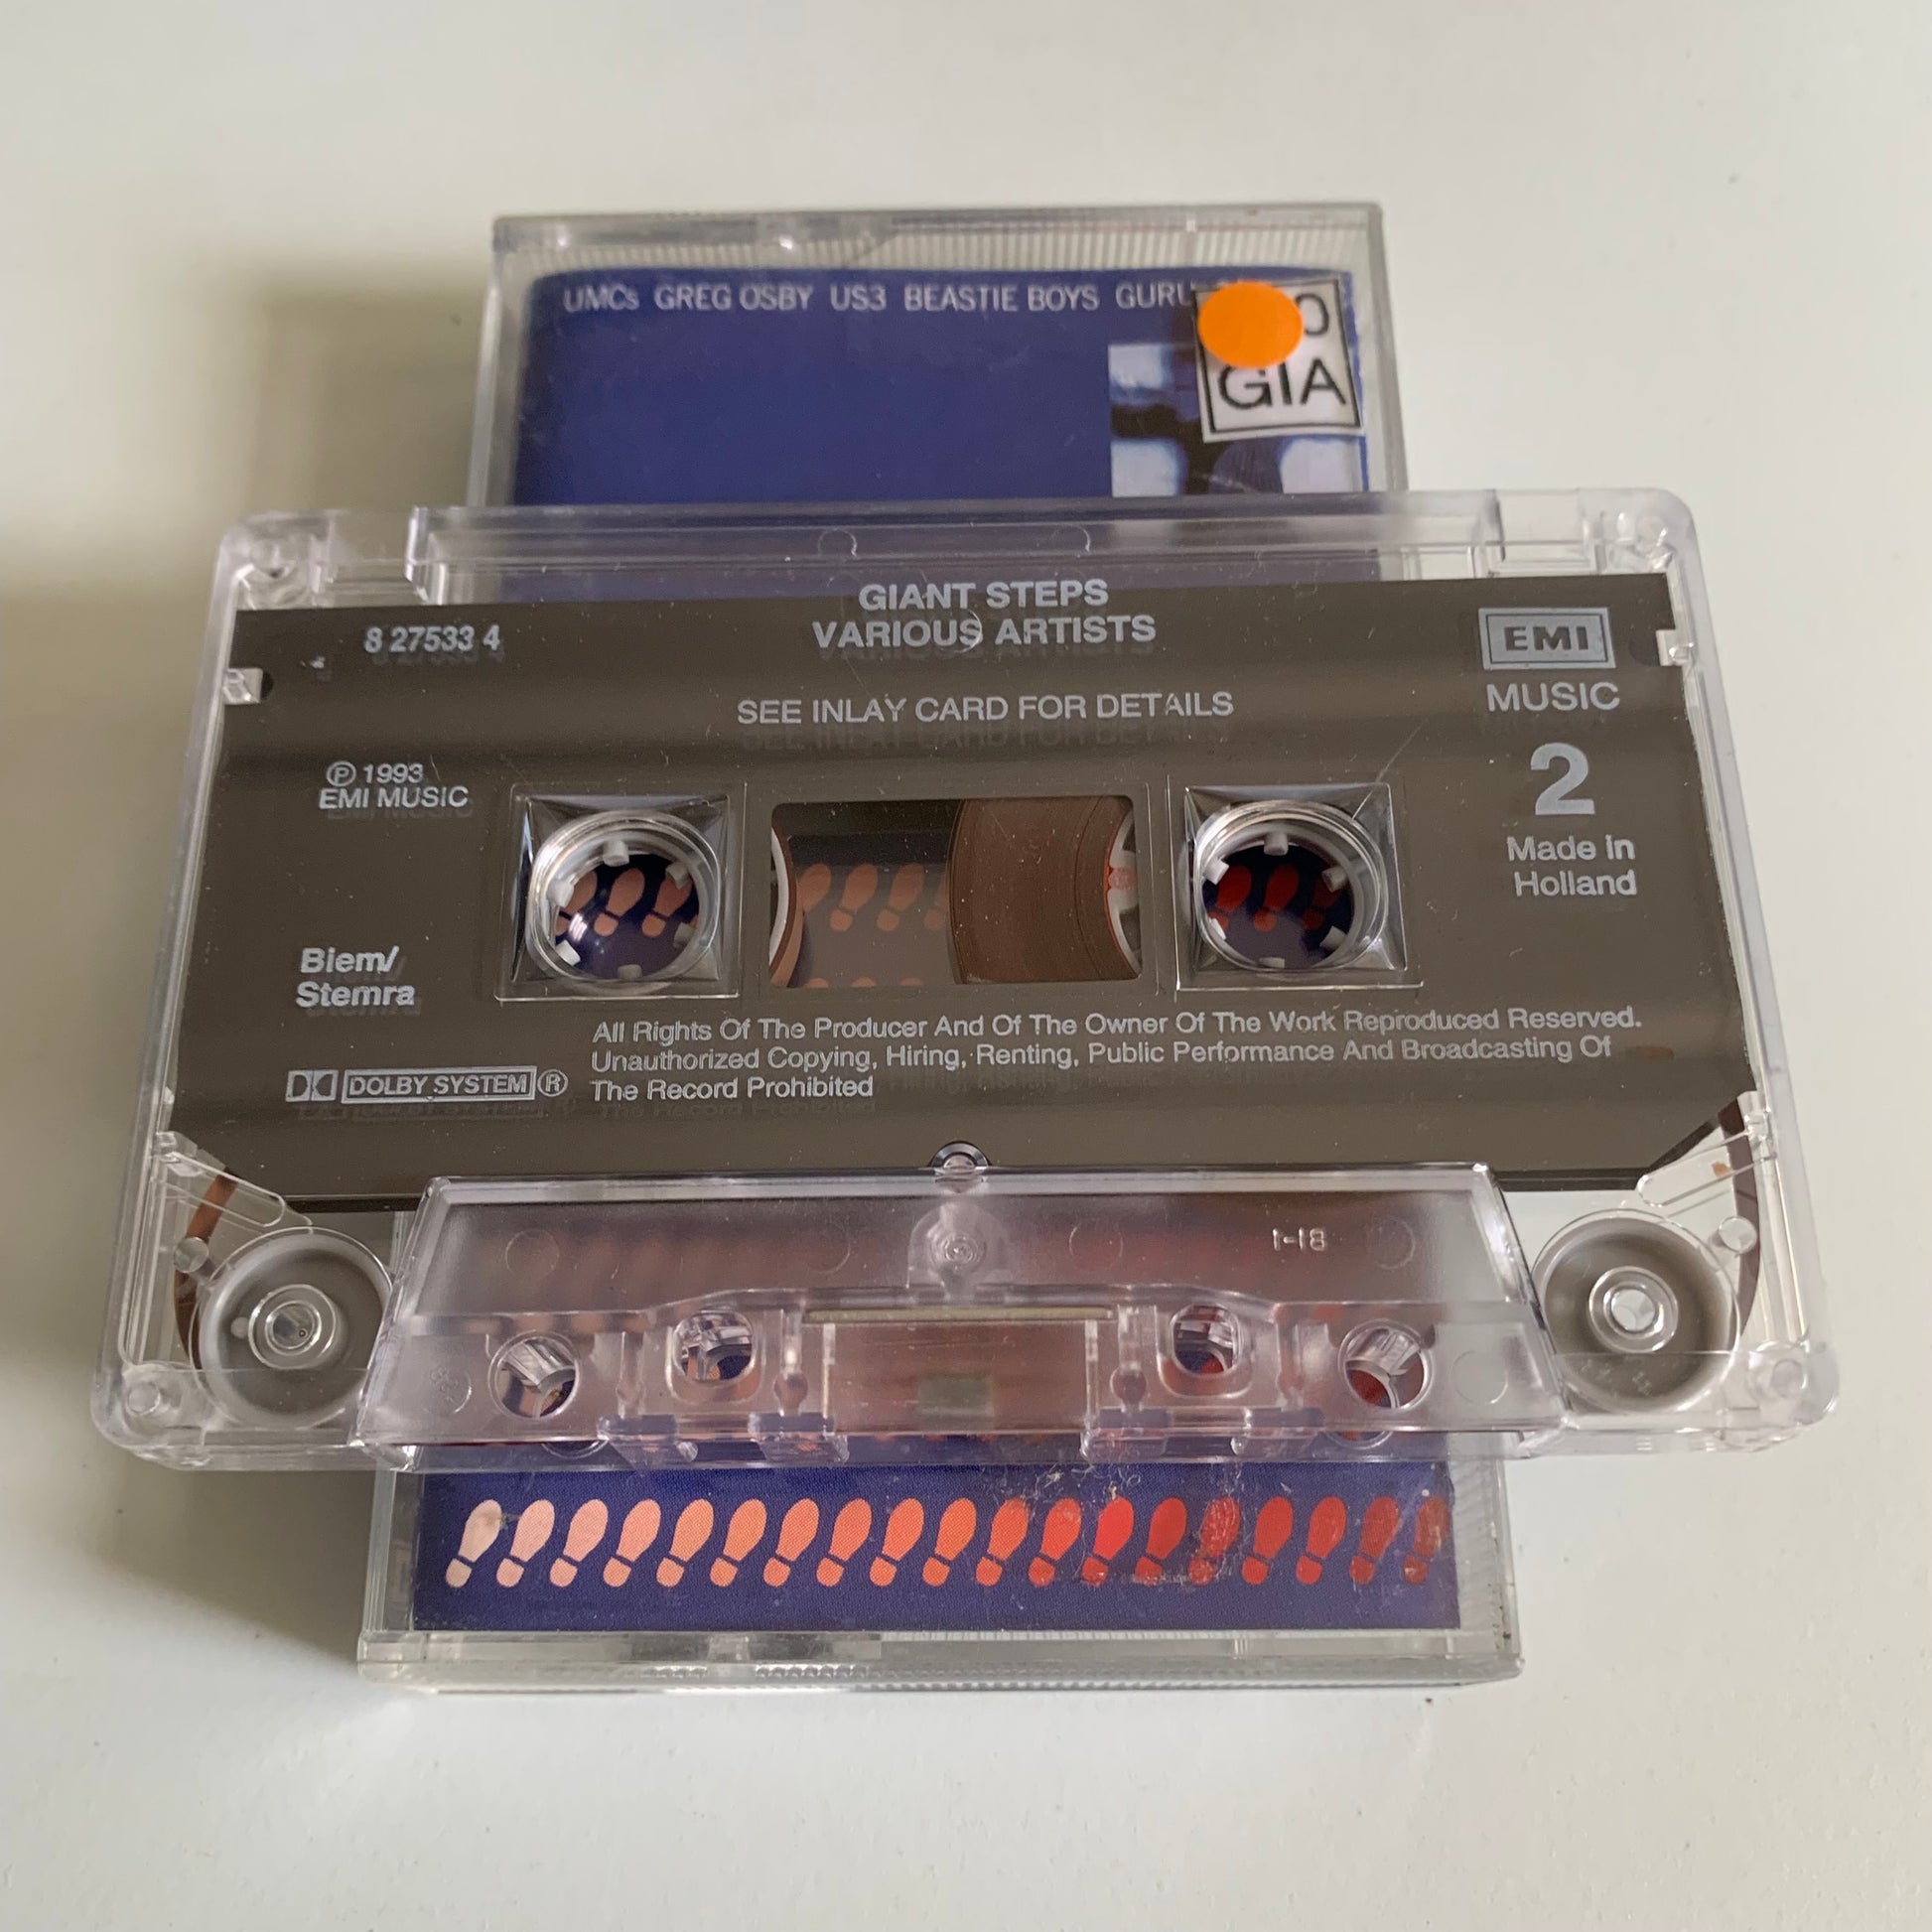 UMCs GREG OSBY US3 BEASTIE BOYS GURU
GIA
GIANT STEPS
VARIOUS ARTISTS
8 27533 4
EMI
MUSIC
SEE INLAY CARD FOR DETAILS
℗ 1993
EMI MUSIC
2
Made in
Holland
Biem/
Stemra
All Rights Of The Producer And Of The Owner Of The Work Reproduced Reserved.
Unauthorized Copying, Hiring, Renting, Public Performance And Broadcasting Of
The Record Prohibited
DOLBY SYSTEM ®
1-18